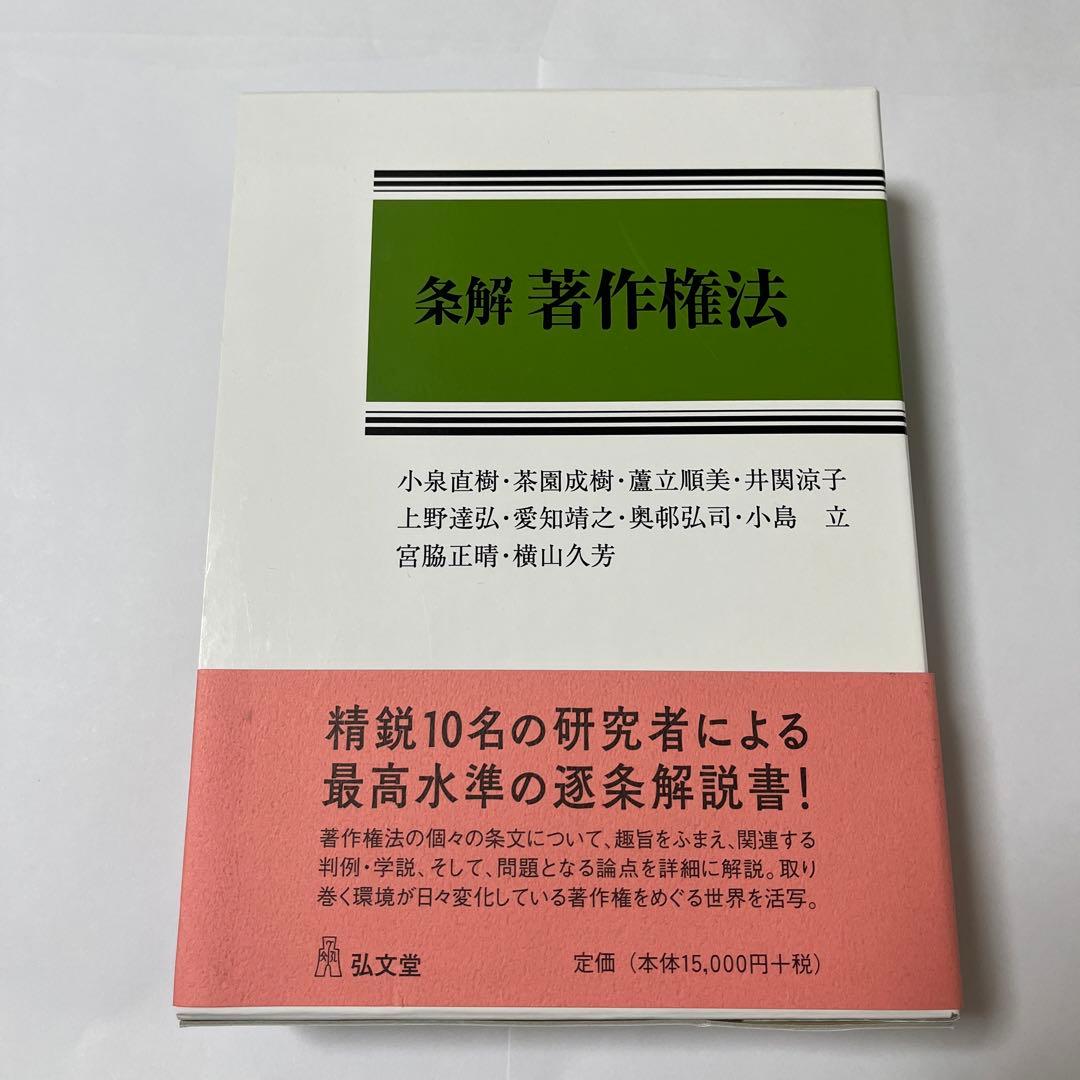 条解 著作権法
小泉直樹・茶園成樹・蘆立順美・井関涼子
上野達弘・愛知靖之・奥邨弘司・小島　立
宮脇正晴・横山久芳
精鋭10名の研究者による
最高水準の逐条解説書!
著作権法の個々の条文について、趣旨をふまえ、関連する
判例・学説、そして、問題となる論点を詳細に解説。取り
巻く環境が日々変化している著作権をめぐる世界を活写。
弘文堂 定価（本体15,000円＋税）